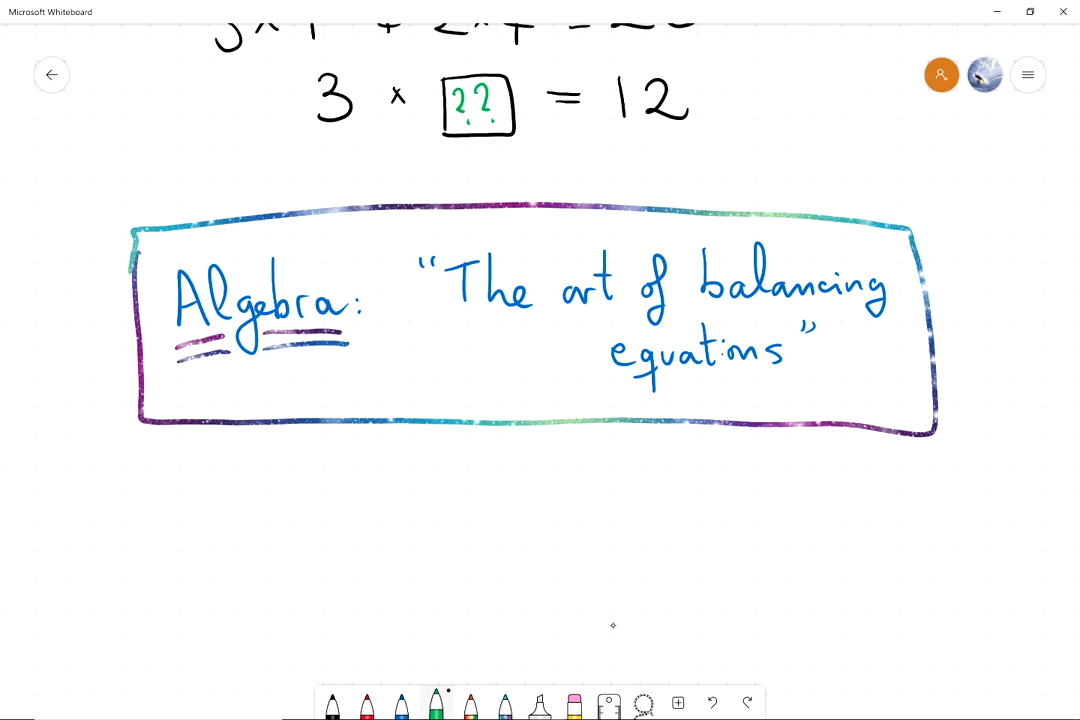 Microsoft Whiteboard
3 × ?? = 12
Algebra: "The art of balancing
equations"